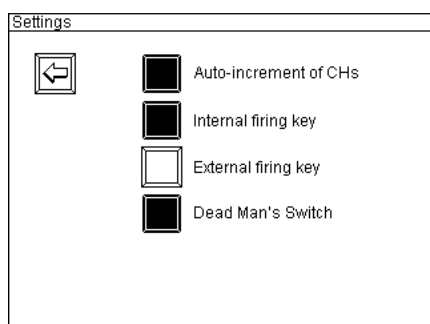 Settings
Auto-increment of CHs
Internal firing key
External firing key
Dead Man's Switch